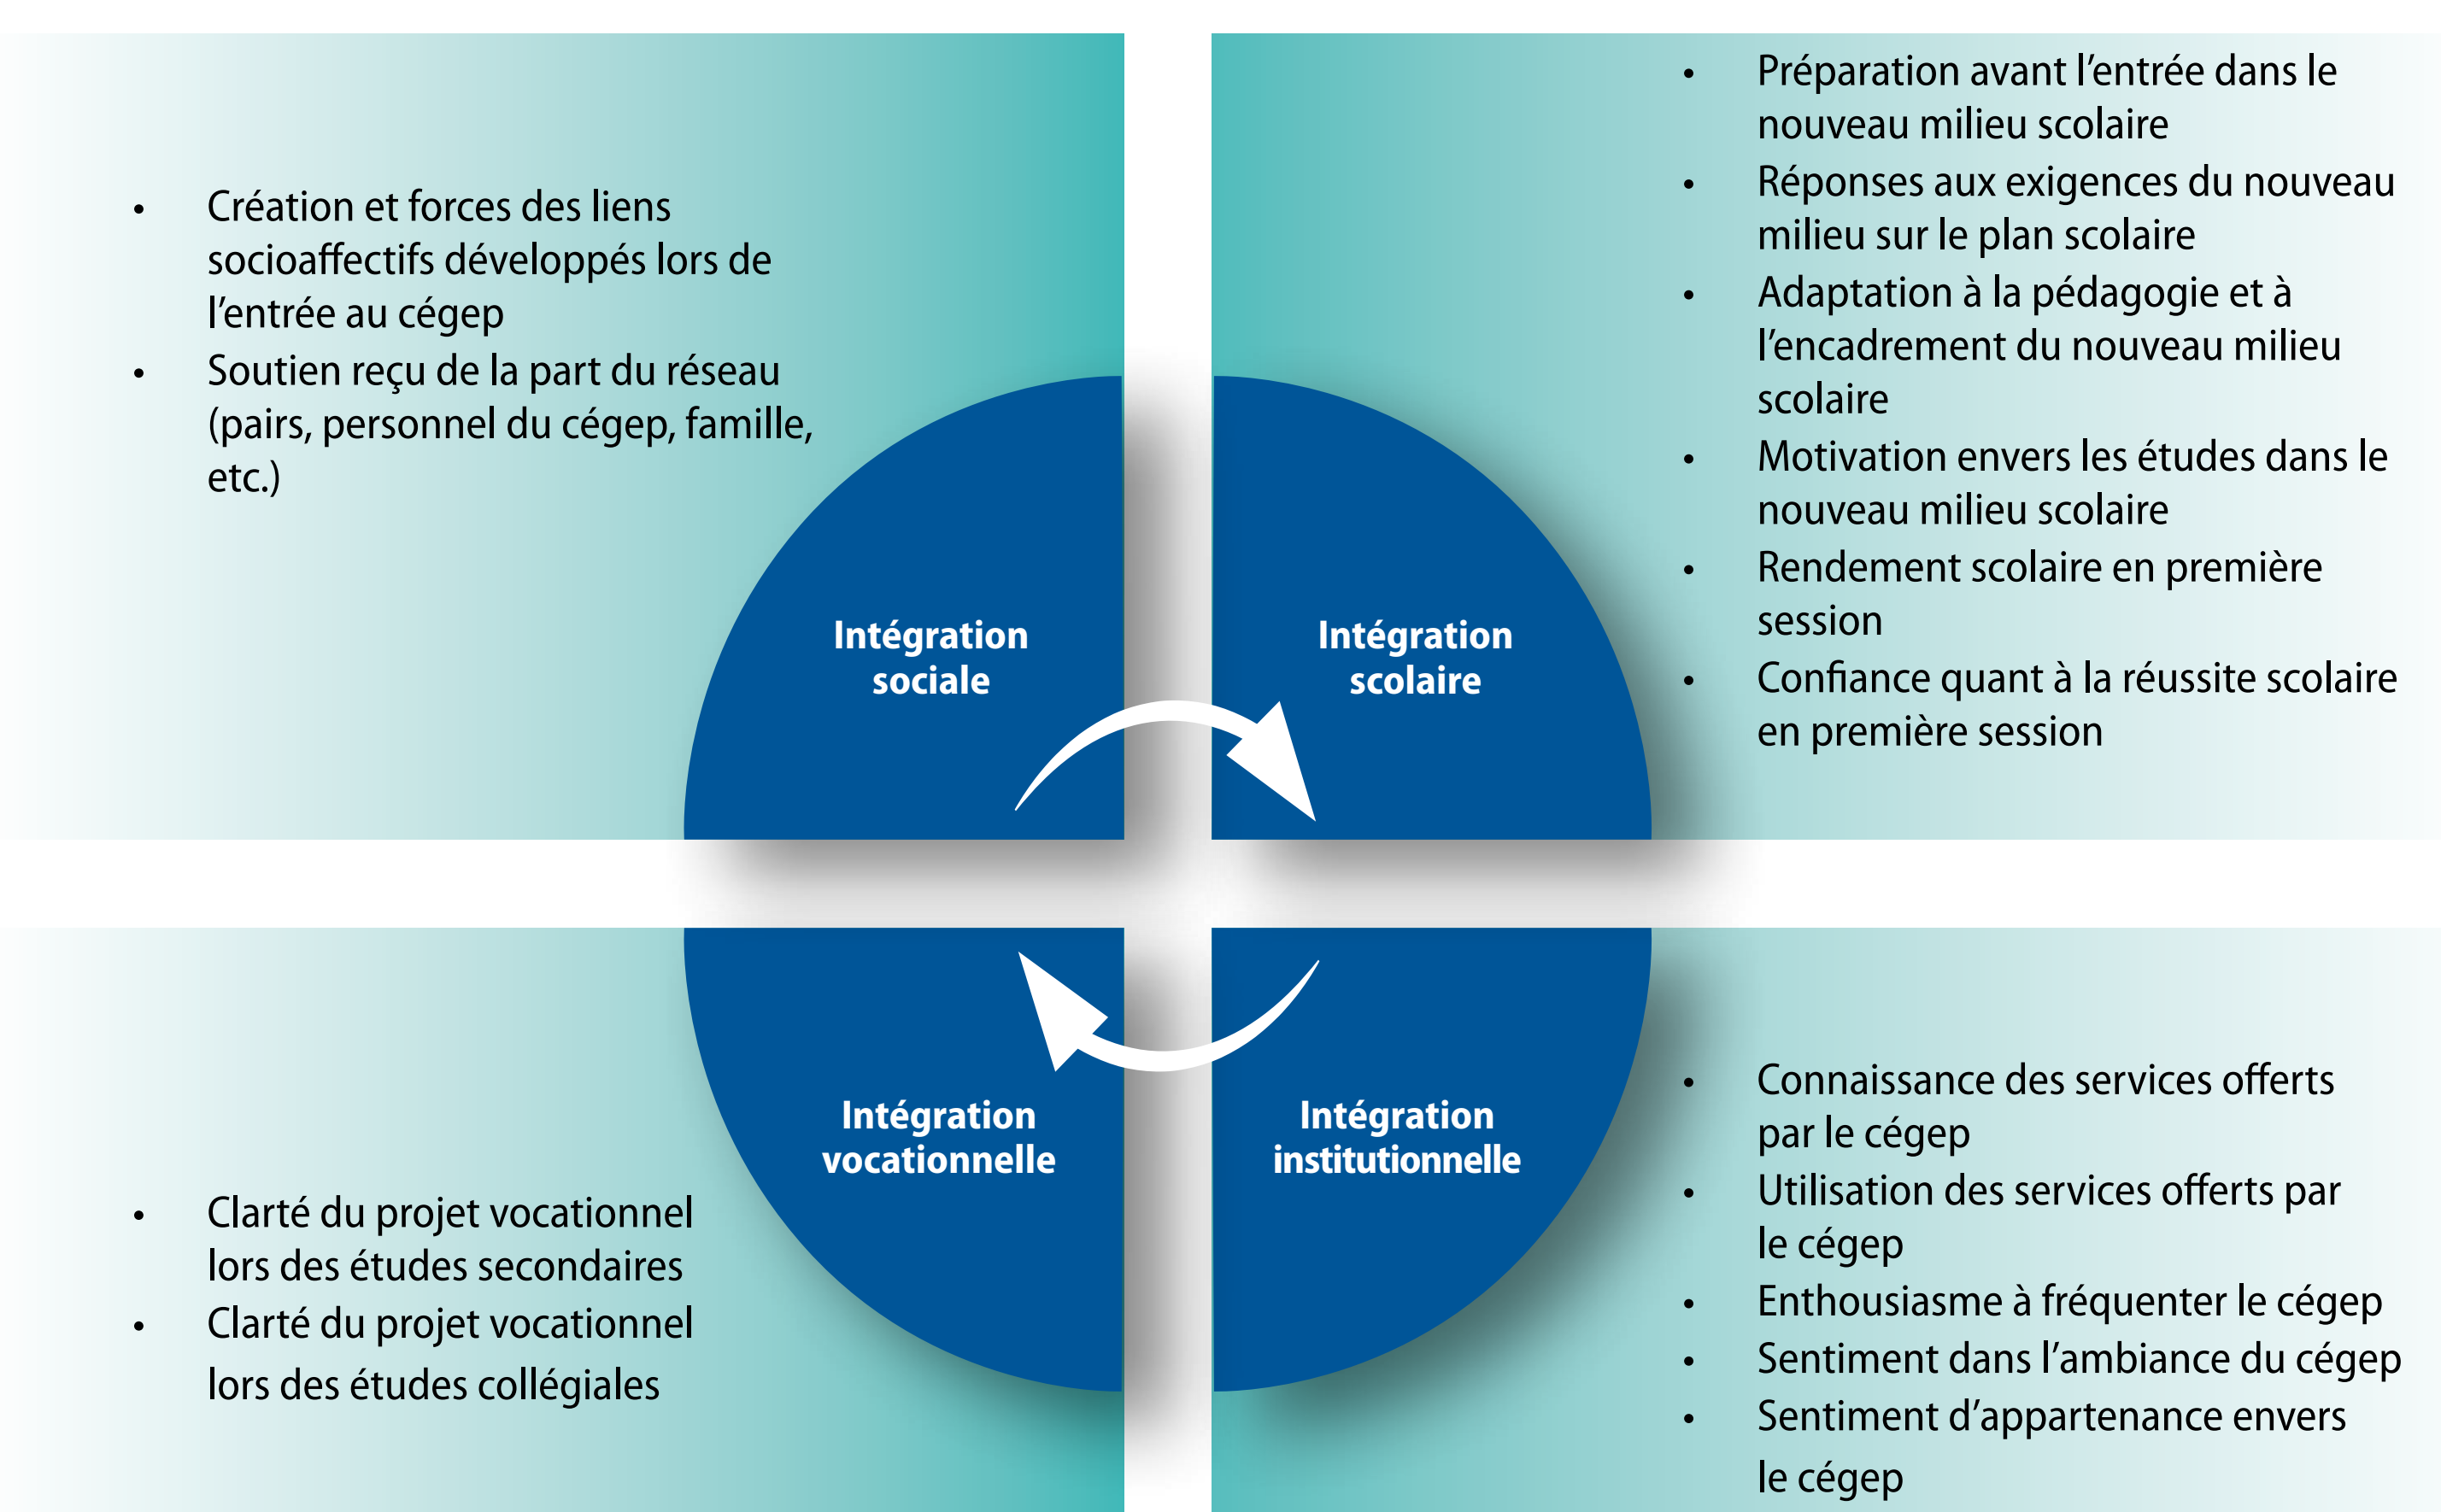 • Création et forces des liens
socioaffectifs développés lors de
l’entrée au cégep
• Soutien reçu de la part du réseau
(pairs, personnel du cégep, famille,
etc.)
Intégration
sociale
• Préparation avant l’entrée dans le
nouveau milieu scolaire
• Réponses aux exigences du nouveau
milieu sur le plan scolaire
• Adaptation à la pédagogie et à
l’encadrement du nouveau milieu
scolaire
• Motivation envers les études dans le
nouveau milieu scolaire
• Rendement scolaire en première
session
• Confiance quant à la réussite scolaire
en première session
Intégration
scolaire
• Clarté du projet vocationnel
lors des études secondaires
• Clarté du projet vocationnel
lors des études collégiales
Intégration
vocationnelle
Intégration
institutionnelle
• Connaissance des services offerts
par le cégep
• Utilisation des services offerts par
le cégep
• Enthousiasme à fréquenter le cégep
• Sentiment dans l’ambiance du cégep
• Sentiment d’appartenance envers
le cégep